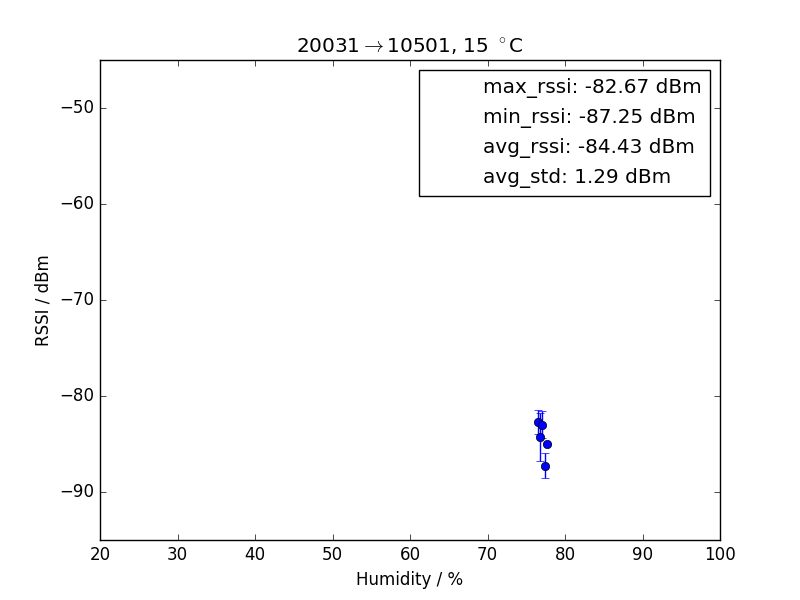 20031→10501, 15 °C
max_rssi: -82.67 dBm
min_rssi: -87.25 dBm
avg_rssi: -84.43 dBm
avg_std: 1.29 dBm
−50
−60
−70
−80
−90
RSSI / dBm
20 30 40 50 60 70 80 90 100
Humidity / %